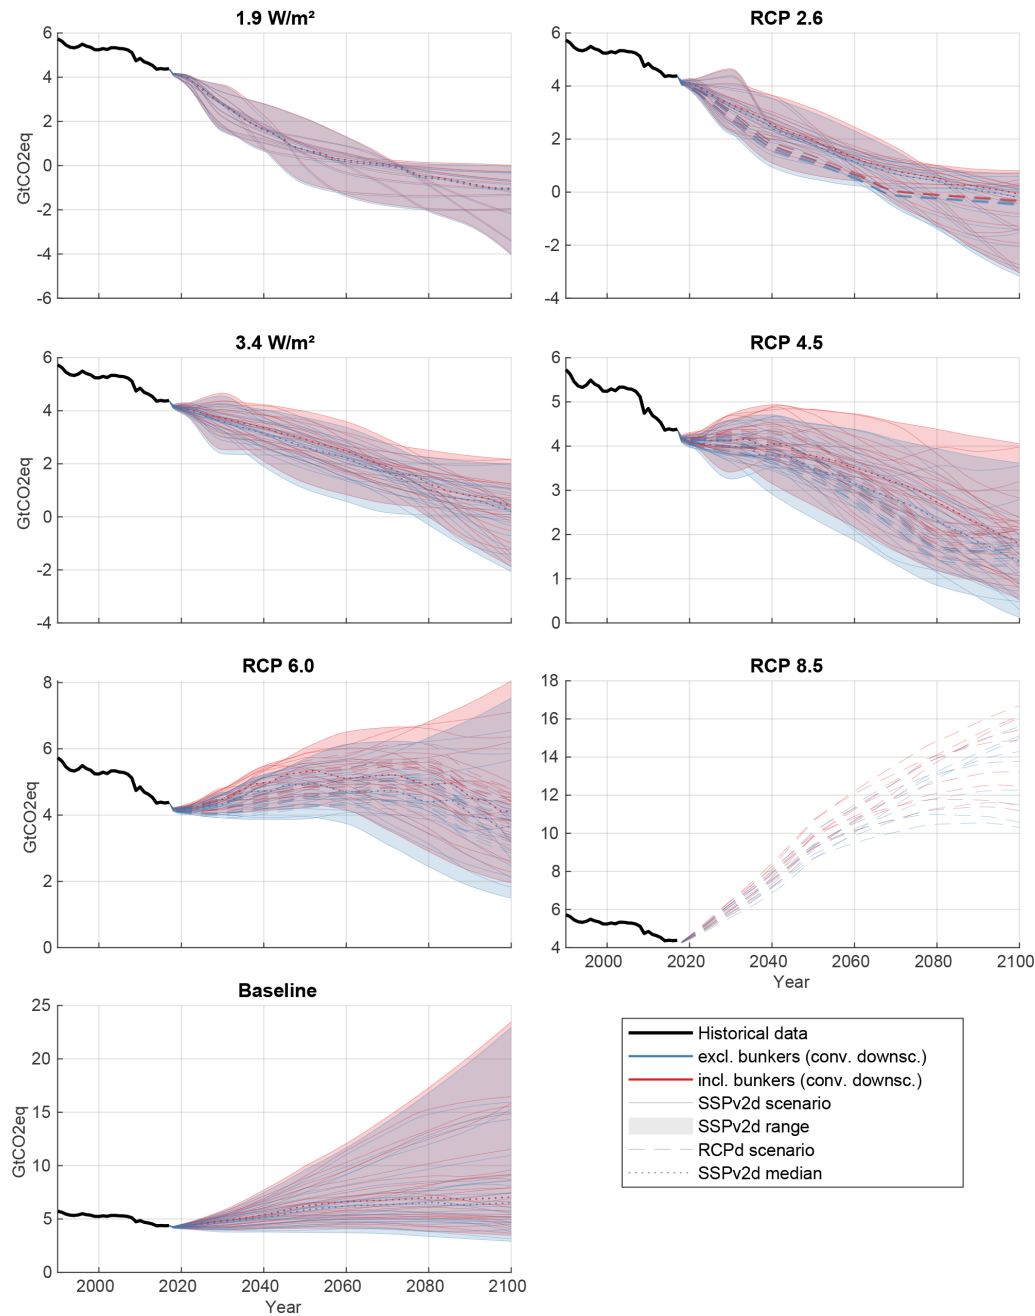 1.9 W/m²
6
4
2
0
-2
-4
-6
GtCO2eq
RCP 2.6
6
4
2
0
-2
-4
3.4 W/m²
6
4
2
0
-2
-4
GtCO2eq
RCP 4.5
6
5
4
3
2
1
0
RCP 6.0
8
6
4
2
0
GtCO2eq
RCP 8.5
18
16
14
12
10
8
6
4
2000 2020 2040 2060 2080 2100
Year
Baseline
25
20
15
10
5
0
GtCO2eq
2000 2020 2040 2060 2080 2100
Year
Historical data
excl. bunkers (conv. downsc.)
incl. bunkers (conv. downsc.)
SSPv2d scenario
SSPv2d range
RCPd scenario
SSPv2d median